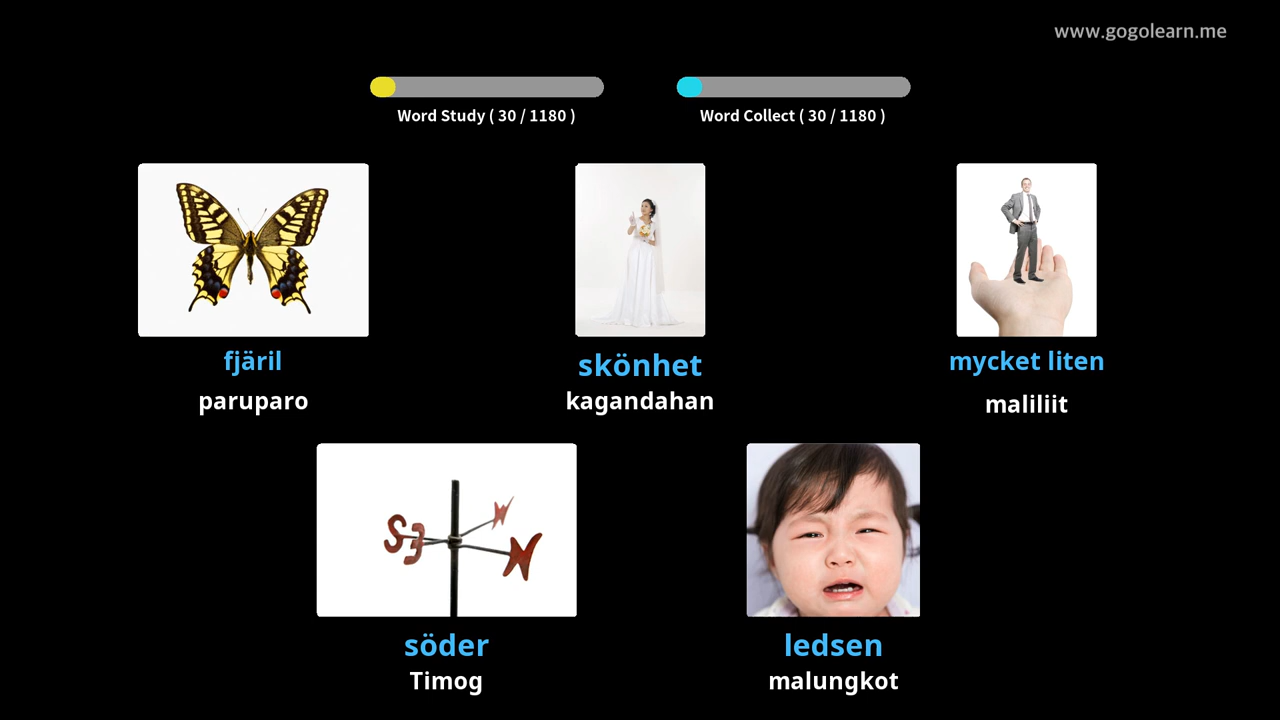 www.gogolearn.me
Word Study ( 30 / 1180 )
Word Collect ( 30 / 1180 )
fjäril
paruparo
skönhet
kagandahan
mycket liten
maliliit
S
E
N
söder
Timog
ledsen
malungkot